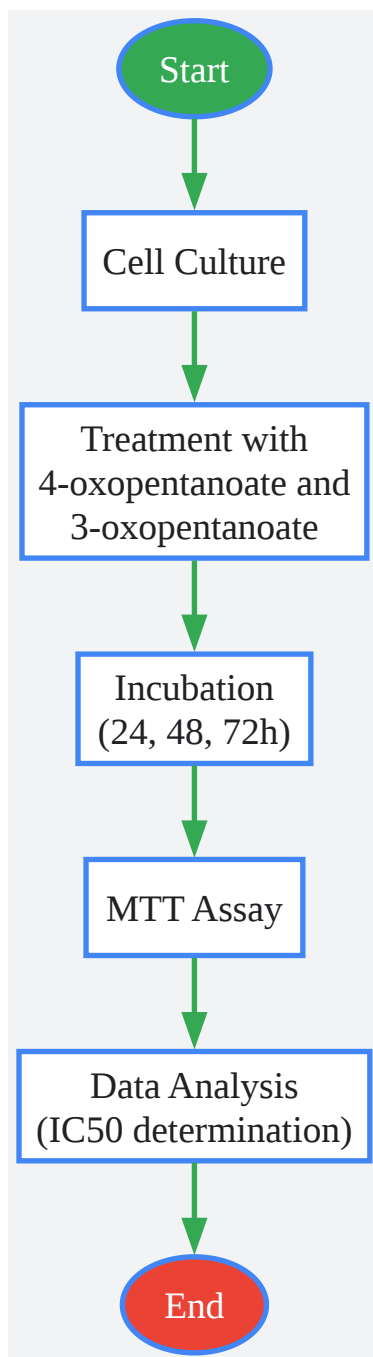 Start
Cell Culture
Treatment with
4-oxopentanoate and
3-oxopentanoate
Incubation
(24, 48, 72h)
MTT Assay
Data Analysis
(IC50 determination)
End